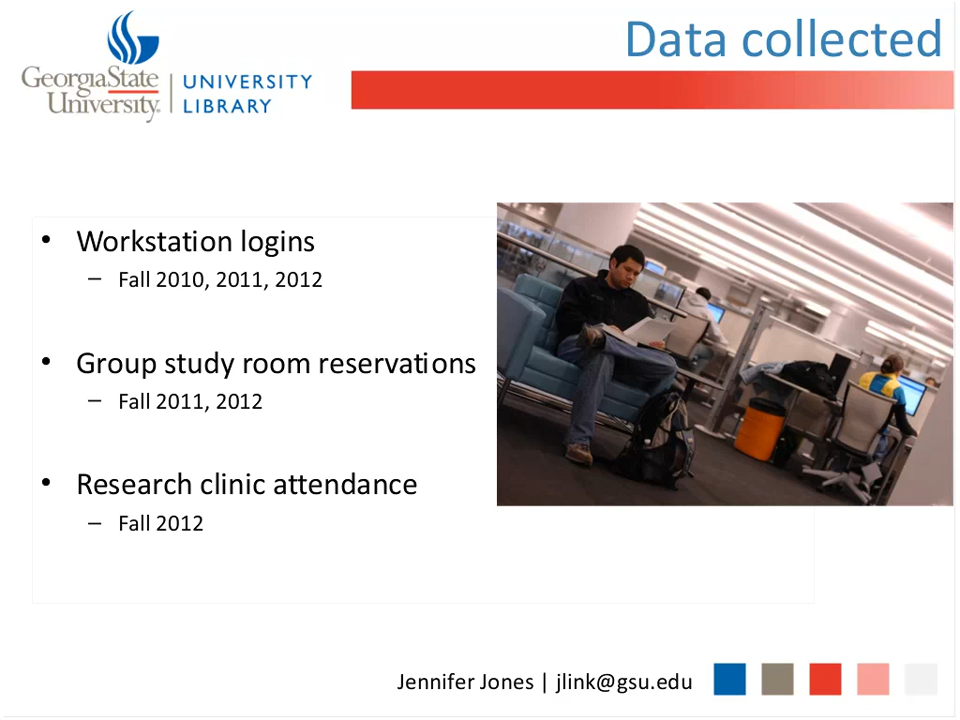 Data collected
GeorgiaState
University.
UNIVERSITY
LIBRARY
• Workstation logins
– Fall 2010, 2011, 2012
• Group study room reservations
– Fall 2011, 2012
• Research clinic attendance
– Fall 2012
Jennifer Jones | jlink@gsu.edu